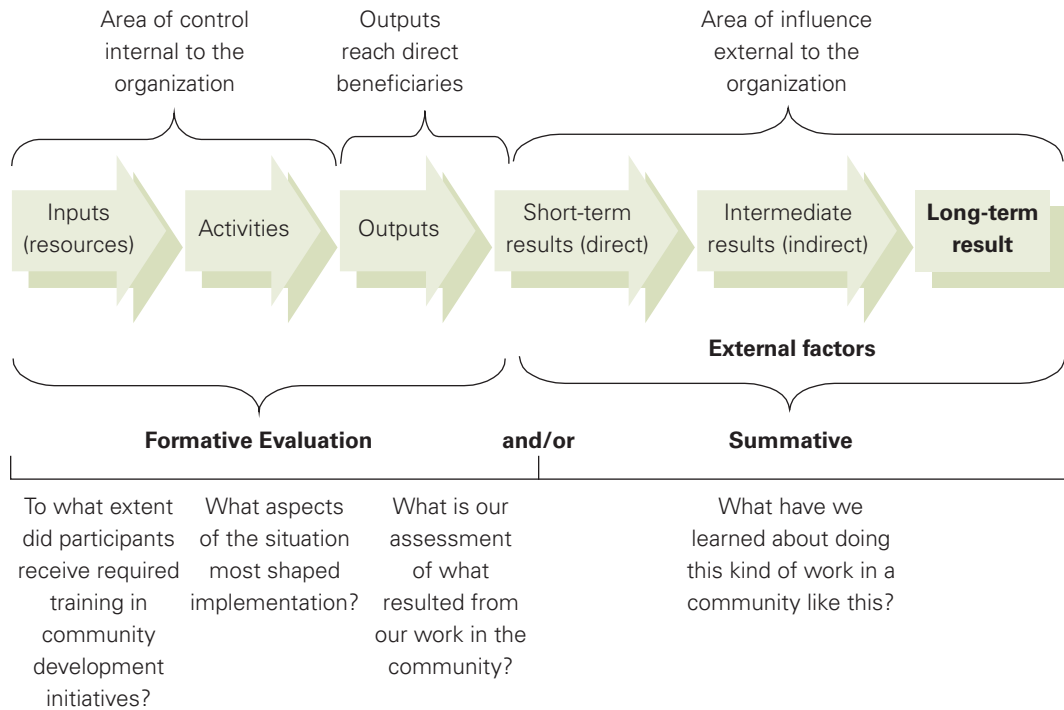 Area of control
internal to the
organization
Outputs
reach direct
beneficiaries
Area of influence
external to the
organization
Inputs
(resources)
Activities
Outputs
Short-term
results (direct)
Intermediate
results (indirect)
Long-term
result
External factors
Formative Evaluation
and/or
Summative
To what extent
did participants
receive required
training in
community
development
initiatives?
What aspects
of the situation
most shaped
implementation?
What is our
assessment
of what
resulted from
our work in the
community?
What have we
learned about doing
this kind of work in a
community like this?